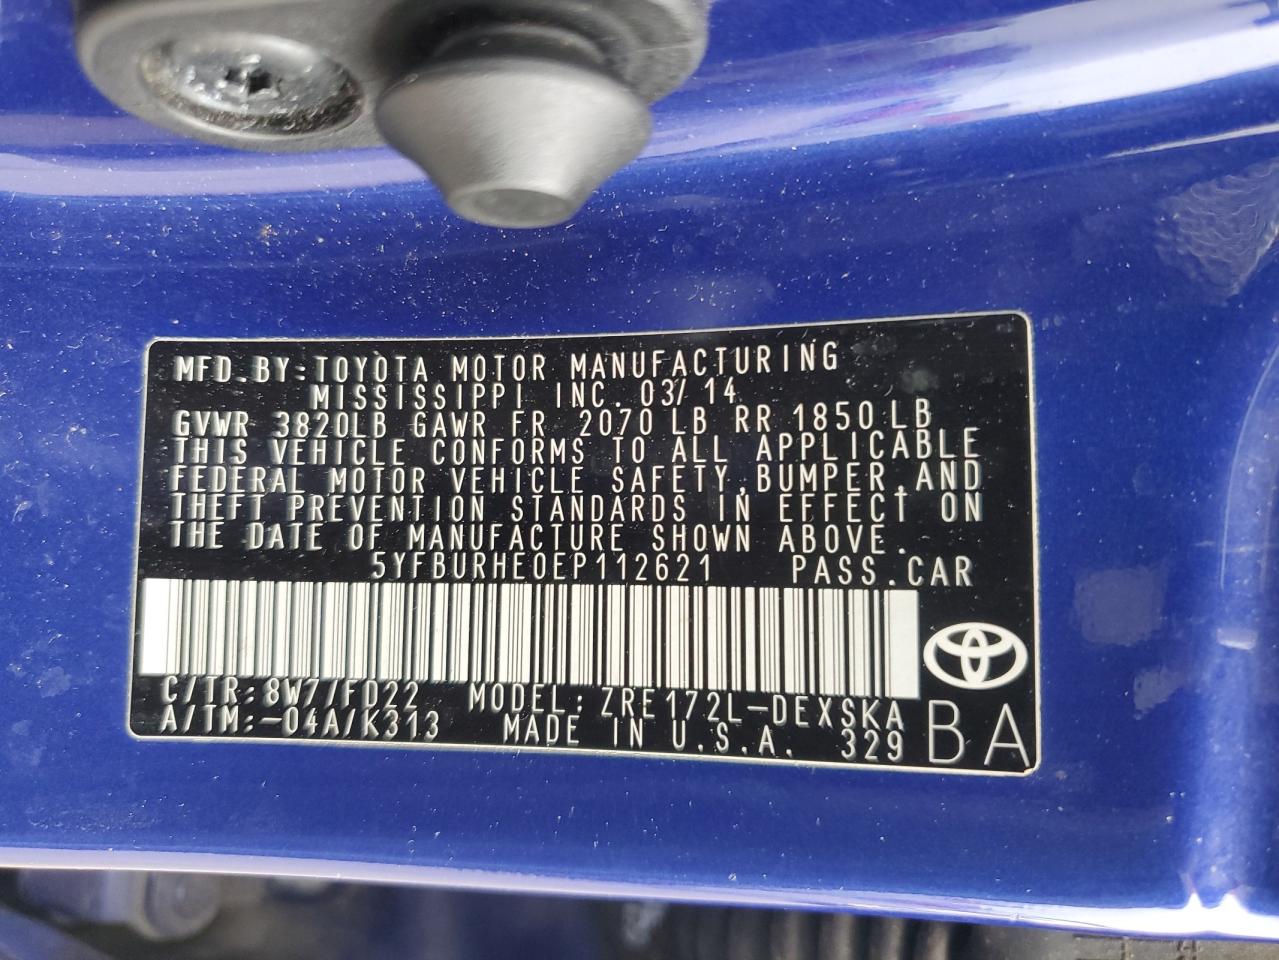 MFD.BY:TOYOTA MOTOR MANUFACTURING
MISSISSIPPI INC. 03/14
GVWR 3820LB GAWR FR 2070LB RR 1850LB
THIS VEHICLE CONFORMS TO ALL APPLICABLE
FEDERAL MOTOR VEHICLE SAFETY,BUMPER,AND
THEFT PREVENTION STANDARDS IN EFFECT ON
THE DATE OF MANUFACTURE SHOWN ABOVE.
5YFBURHE0EP112621 PASS.CAR
C/TR:8W7/FD22 MODEL:ZRE172L-DEXSKA
A/TM:-04A/K313 MADE IN U.S.A. 329 BA